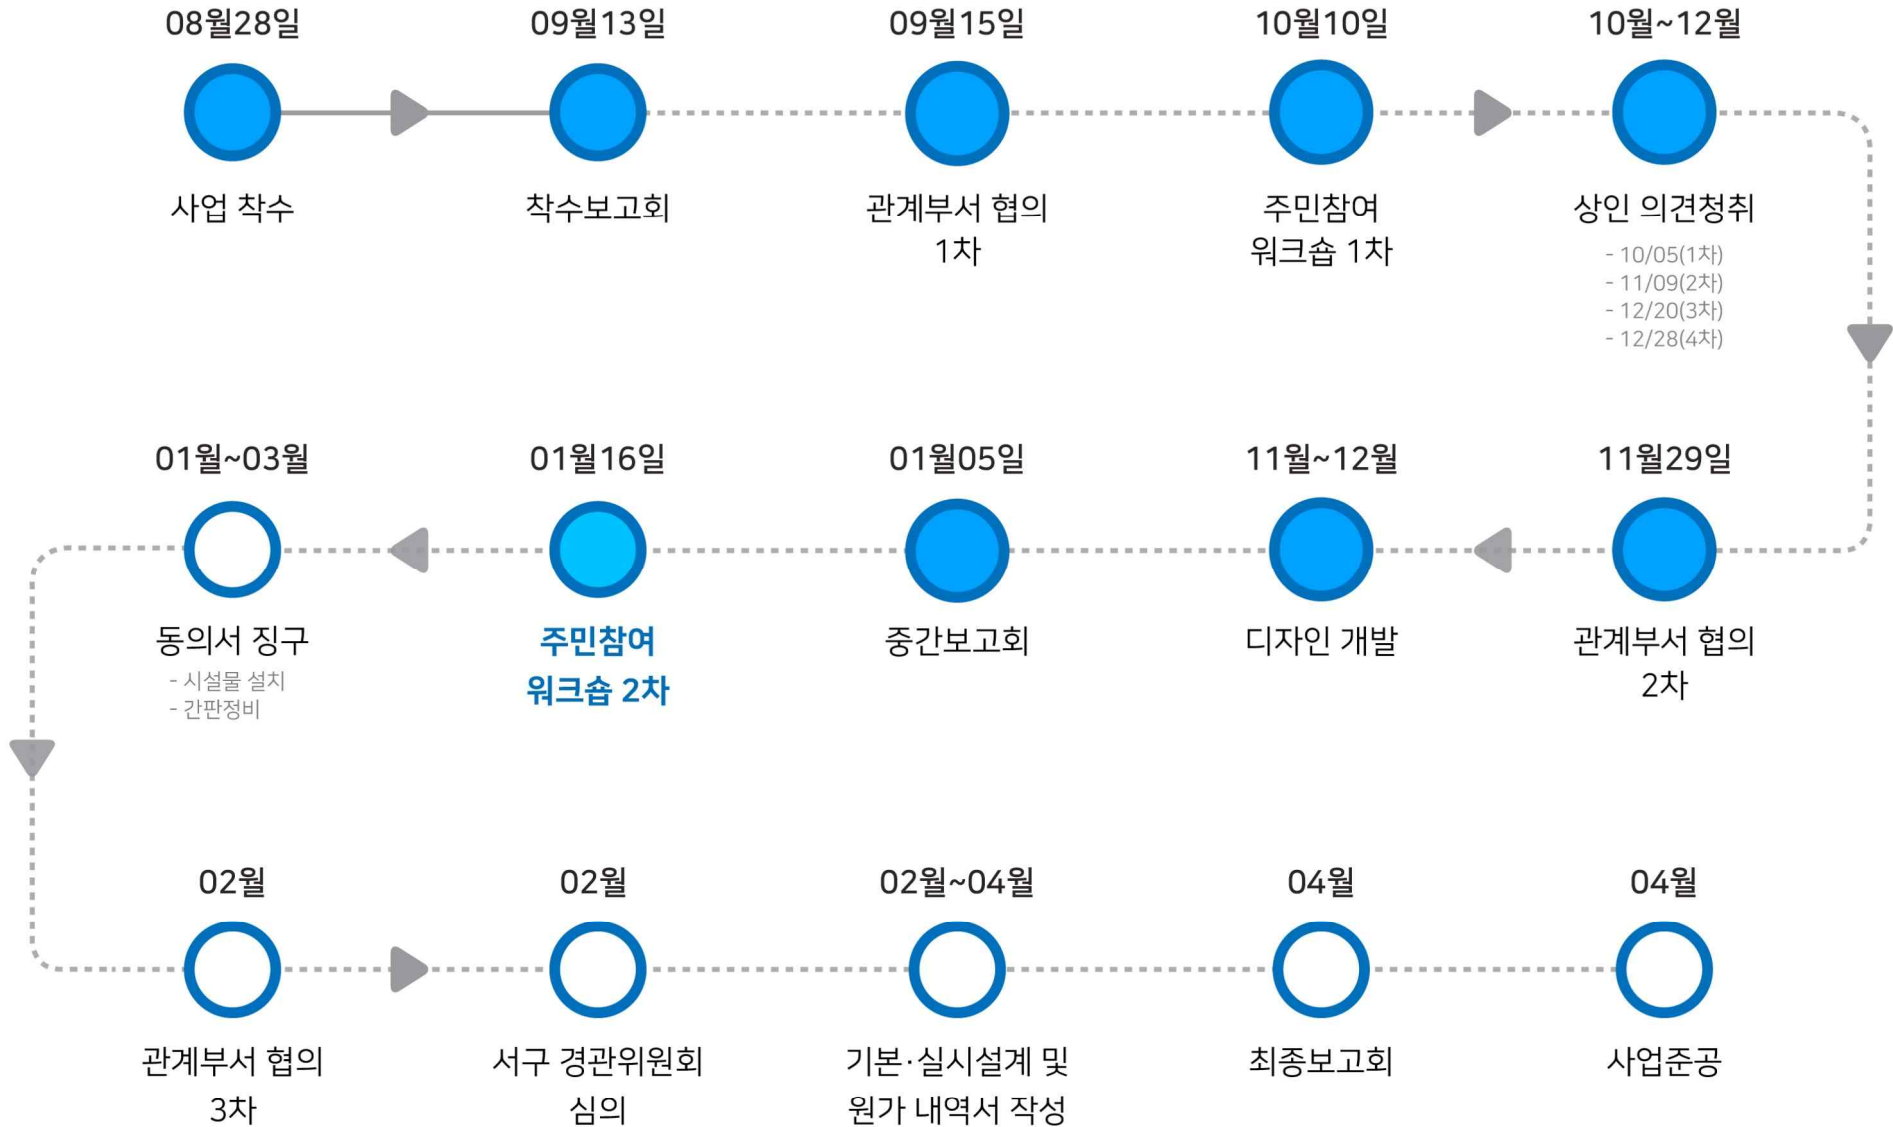 08월28일
09월13일
09월15일
10월10일
10월~12월
사업 착수
착수보고회
관계부서 협의
1차
주민참여
워크숍 1차
상인 의견청취
- 10/05(1차)
- 11/09(2차)
- 12/20(3차)
- 12/28(4차)
11월29일
11월~12월
01월05일
01월16일
01월~03월
관계부서 협의
2차
디자인 개발
중간보고회
주민참여
워크숍 2차
동의서 징구
- 시설물 설치
- 간판정비
02월
02월
02월~04월
04월
04월
관계부서 협의
3차
서구 경관위원회
심의
기본·실시설계 및
원가 내역서 작성
최종보고회
사업준공